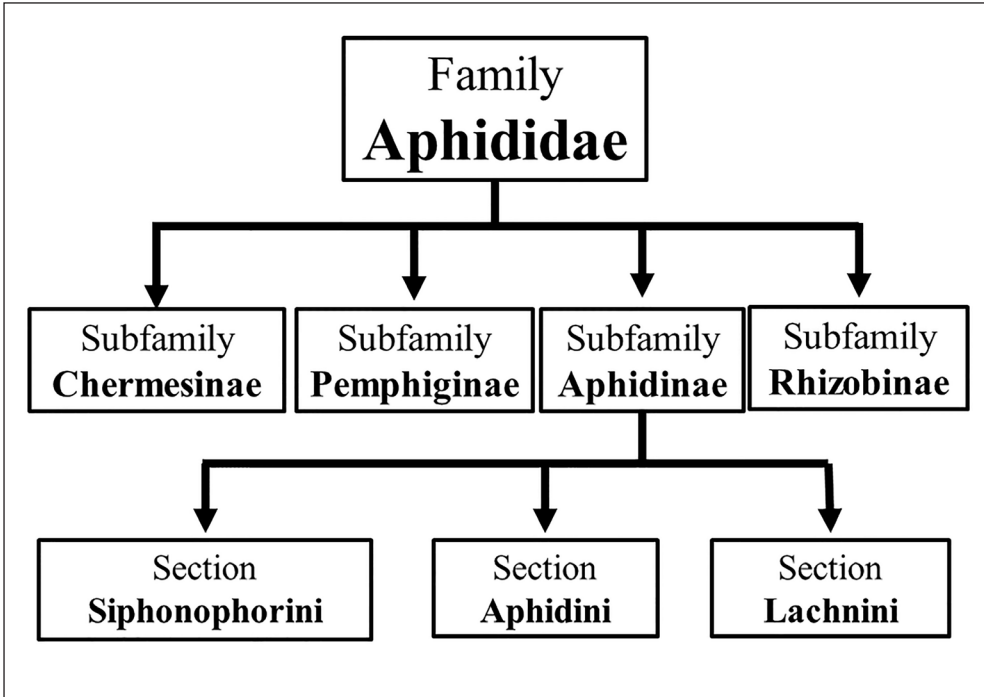 Family
Aphididae
Subfamily
Chermesinae
Subfamily
Pemphiginae
Subfamily
Aphidinae
Subfamily
Rhizobinae
Section
Siphonophorini
Section
Aphidini
Section
Lachnini